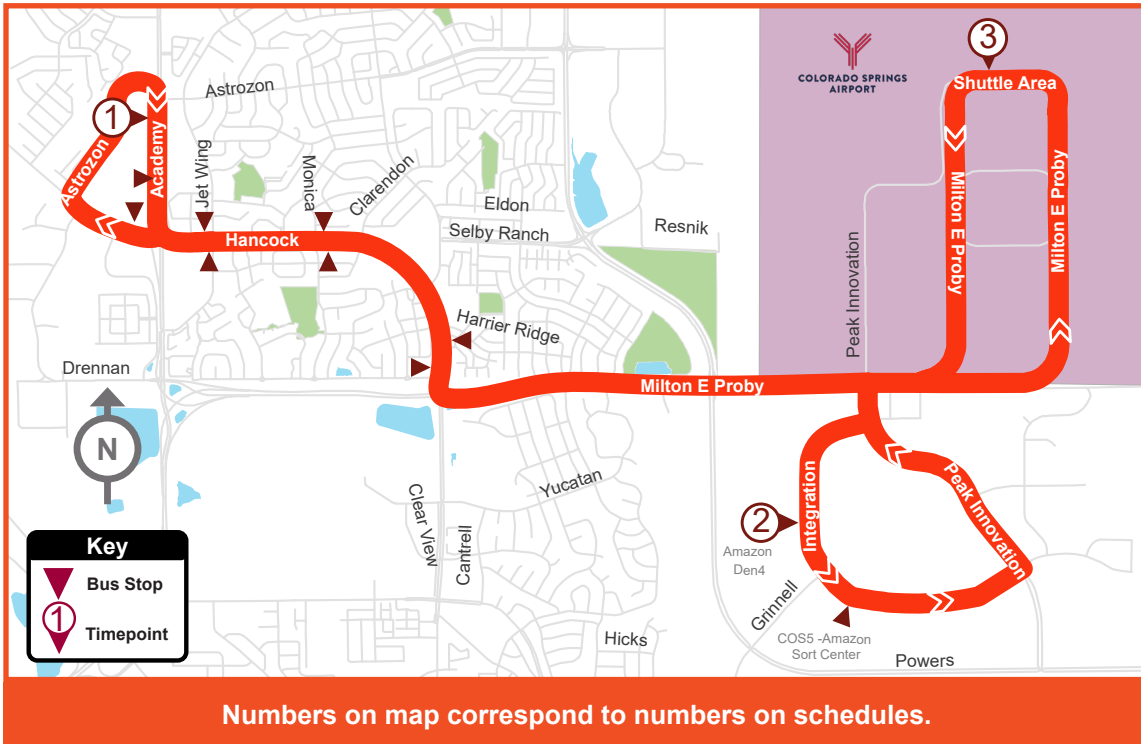 3
COLORADO SPRINGS
AIRPORT
Shuttle Area
Astrozon
1
Academy
Astrozon
Jet Wing
Monica
Clarendon
Eldon
Selby Ranch
Resnik
Hancock
Milton E Proby
Milton E Proby
Peak Innovation
Harrier Ridge
Drennan
Milton E Proby
N
Yucatan
Clear View
Cantrell
Integration
Peak Innovation
2
Amazon
Den4
Grinnell
COS5 -Amazon
Sort Center
Hicks
Powers
Key
Bus Stop
1
Timepoint
Numbers on map correspond to numbers on schedules.